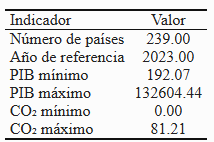 Indicador Valor
Número de países 239.00
Año de referencia 2023.00
PIB mínimo 192.07
PIB máximo 132604.44
CO₂ mínimo 0.00
CO₂ máximo 81.21